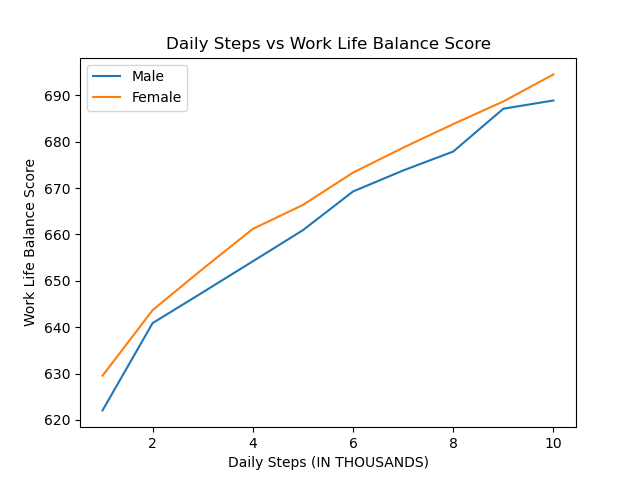 Daily Steps vs Work Life Balance Score
Male
Female
Work Life Balance Score
690
680
670
660
650
640
630
620
2 4 6 8 10
Daily Steps (IN THOUSANDS)